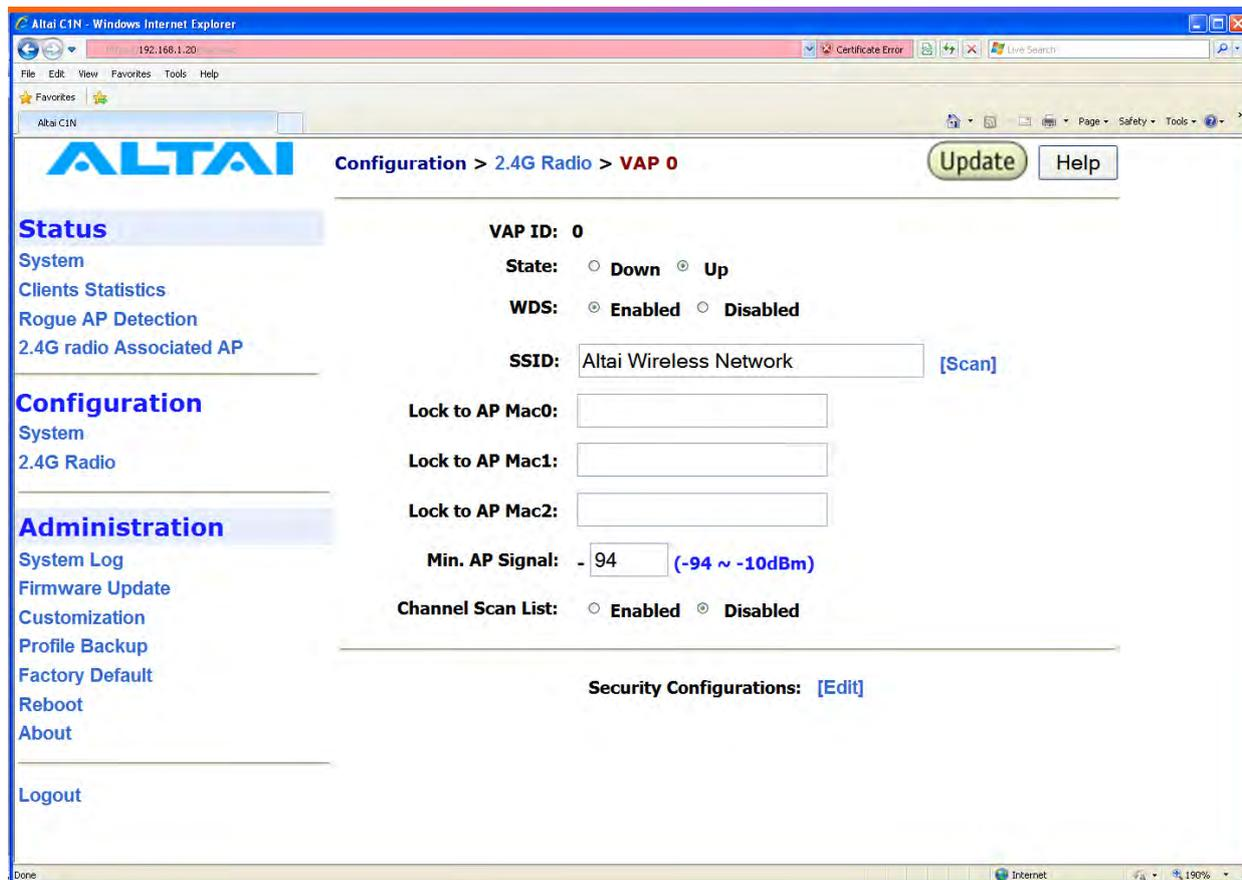 Altai C1N - Windows Internet Explorer
192.168.1.20
Certificate Error
Live Search
File Edit View Favorites Tools Help
Favorites
Altai C1N
Page Safety Tools
ALTAI
Configuration > 2.4G Radio > VAP 0
Update
Help
Status
System
Clients Statistics
Rogue AP Detection
2.4G radio Associated AP
Configuration
System
2.4G Radio
Administration
System Log
Firmware Update
Customization
Profile Backup
Factory Default
Reboot
About
Logout
VAP ID: 0
State: Down Up
WDS: Enabled Disabled
SSID: Altai Wireless Network [Scan]
Lock to AP Mac0:
Lock to AP Mac1:
Lock to AP Mac2:
Min. AP Signal: - 94 (-94 ~ -10dBm)
Channel Scan List: Enabled Disabled
Security Configurations: [Edit]
Done
Internet
190%